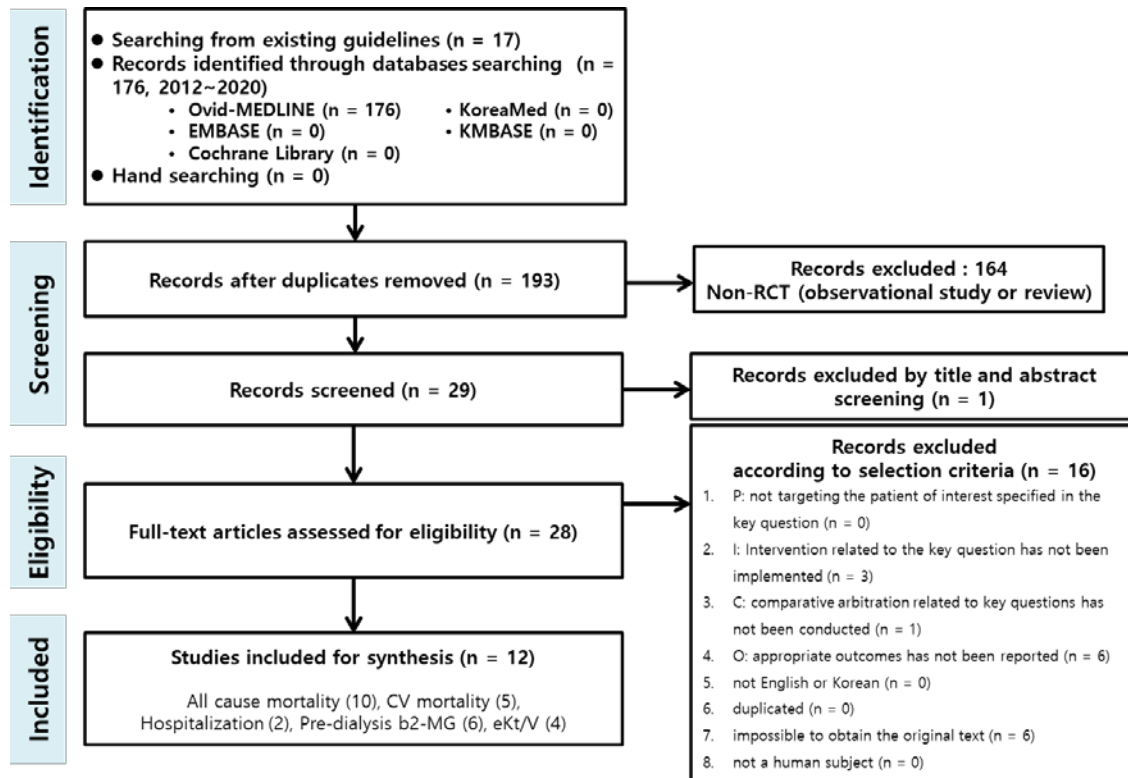 Identification
● Searching from existing guidelines (n = 17)
● Records identified through databases searching (n =
176, 2012~2020)
• Ovid-MEDLINE (n = 176)
• KoreaMed (n = 0)
• EMBASE (n = 0)
• KMBASE (n = 0)
• Cochrane Library (n = 0)
● Hand searching (n = 0)
Screening
Records after duplicates removed (n = 193)
Records excluded : 164
Non-RCT (observational study or review)
Records screened (n = 29)
Records excluded by title and abstract
screening (n = 1)
Eligibility
Full-text articles assessed for eligibility (n = 28)
Records excluded
according to selection criteria (n = 16)
1. P: not targeting the patient of interest specified in the
key question (n = 0)
2. I: Intervention related to the key question has not been
implemented (n = 3)
3. C: comparative arbitration related to key questions has
not been conducted (n = 1)
4. O: appropriate outcomes has not been reported (n = 6)
5. not English or Korean (n = 0)
6. duplicated (n = 0)
7. impossible to obtain the original text (n = 6)
8. not a human subject (n = 0)
Included
Studies included for synthesis (n = 12)
All cause mortality (10), CV mortality (5),
Hospitalization (2), Pre-dialysis b2-MG (6), eKt/V (4)